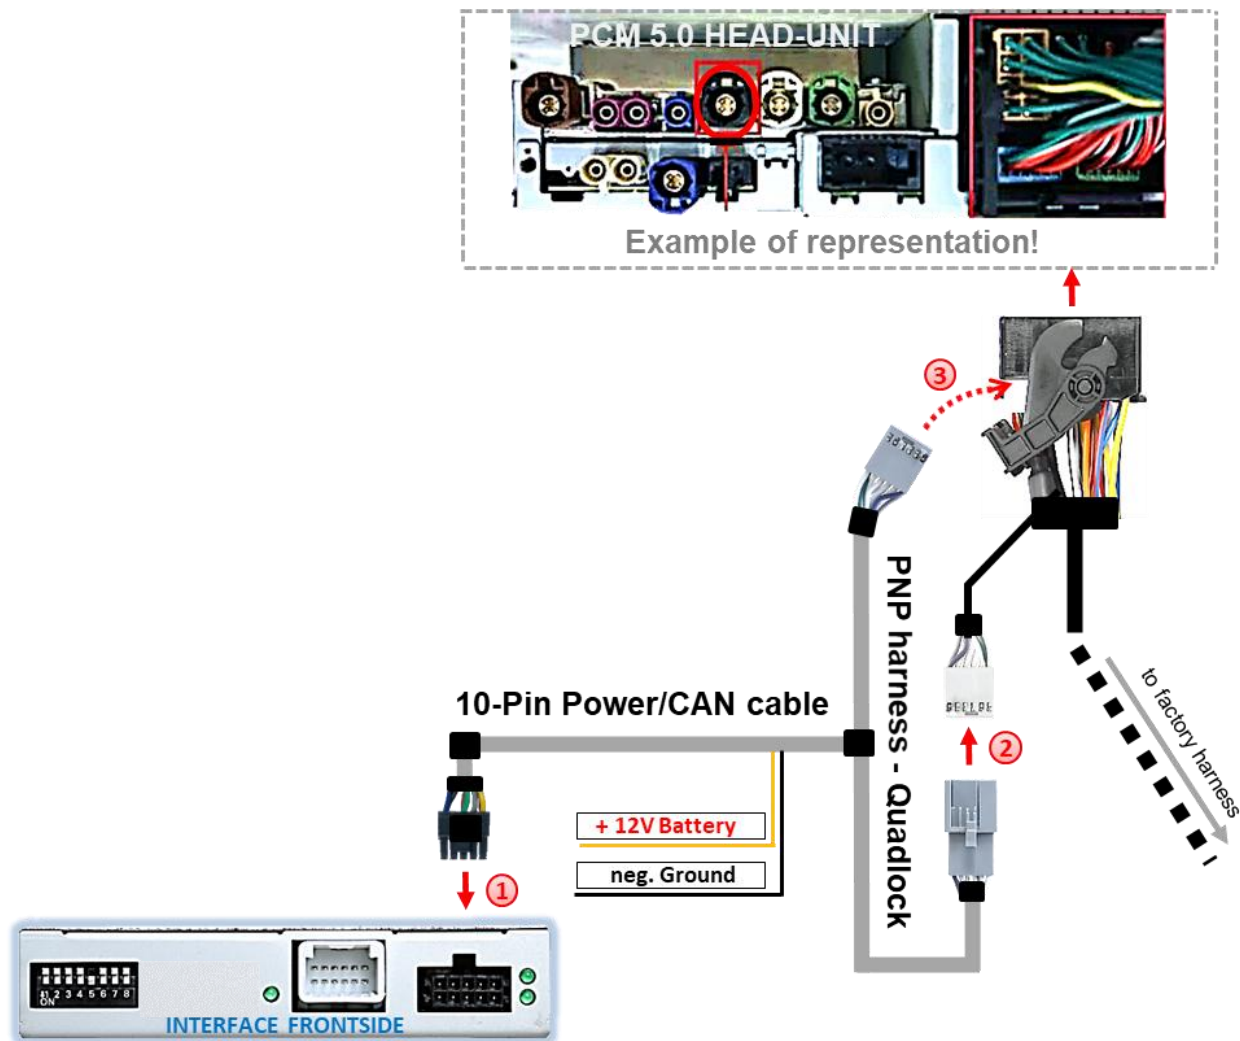 PCM 5.0 HEAD-UNIT
Example of representation!
3
PNP harness - Quadlock
to factory harness
10-Pin Power/CAN cable
2
+ 12V Battery
neg. Ground
1
1 2 3 4 5 6 7 8
ON
INTERFACE FRONTSIDE